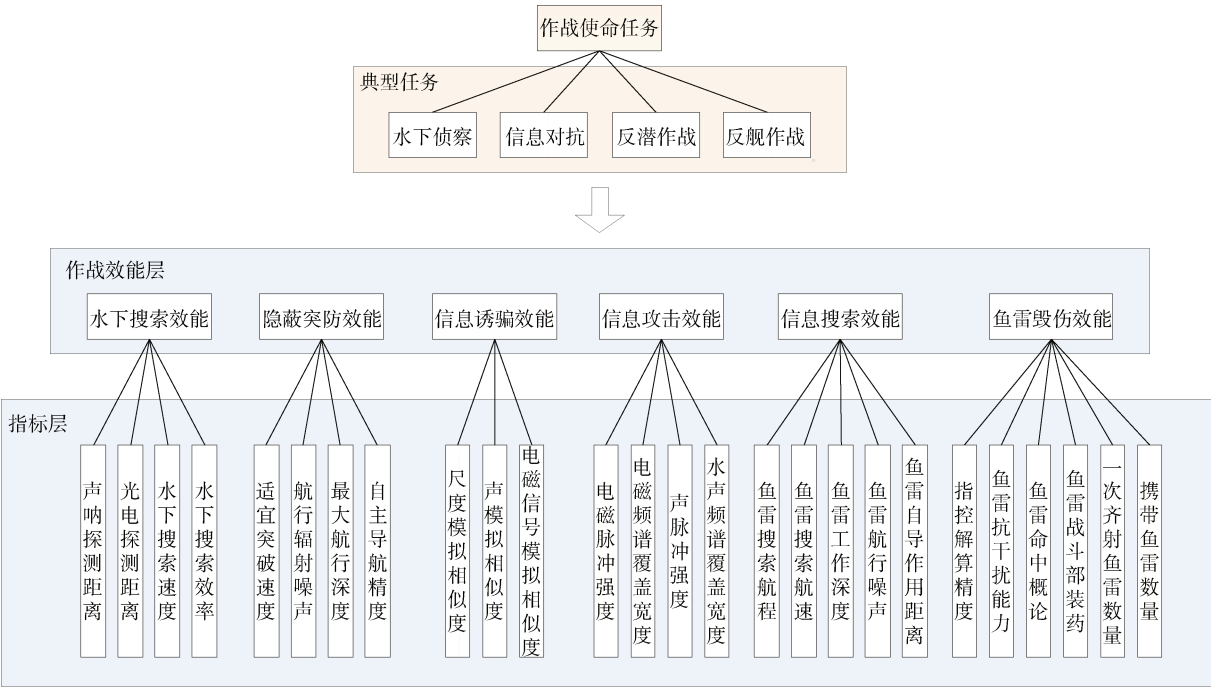 作战使命任务
典型任务
水下侦察
信息对抗
反潜作战
反舰作战
作战效能层
水下搜索效能
隐蔽突防效能
信息诱骗效能
信息攻击效能
信息搜索效能
鱼雷毁伤效能
指标层
声呐探测距离
光电探测距离
水下搜索速度
水下搜索效率
适宜突破速度
航行辐射噪声
最大航行深度
自主导航精度
尺度模拟相似度
声模拟相似度
电磁信号模拟相似度
电磁脉冲强度
电磁频谱覆盖宽度
声脉冲强度
水声频谱覆盖宽度
鱼雷搜索航程
鱼雷搜索航速
鱼雷工作深度
鱼雷航行噪声
鱼雷自导作用距离
指控解算精度
鱼雷抗干扰能力
鱼雷命中概论
鱼雷战斗部装药
一次齐射鱼雷数量
携带鱼雷数量